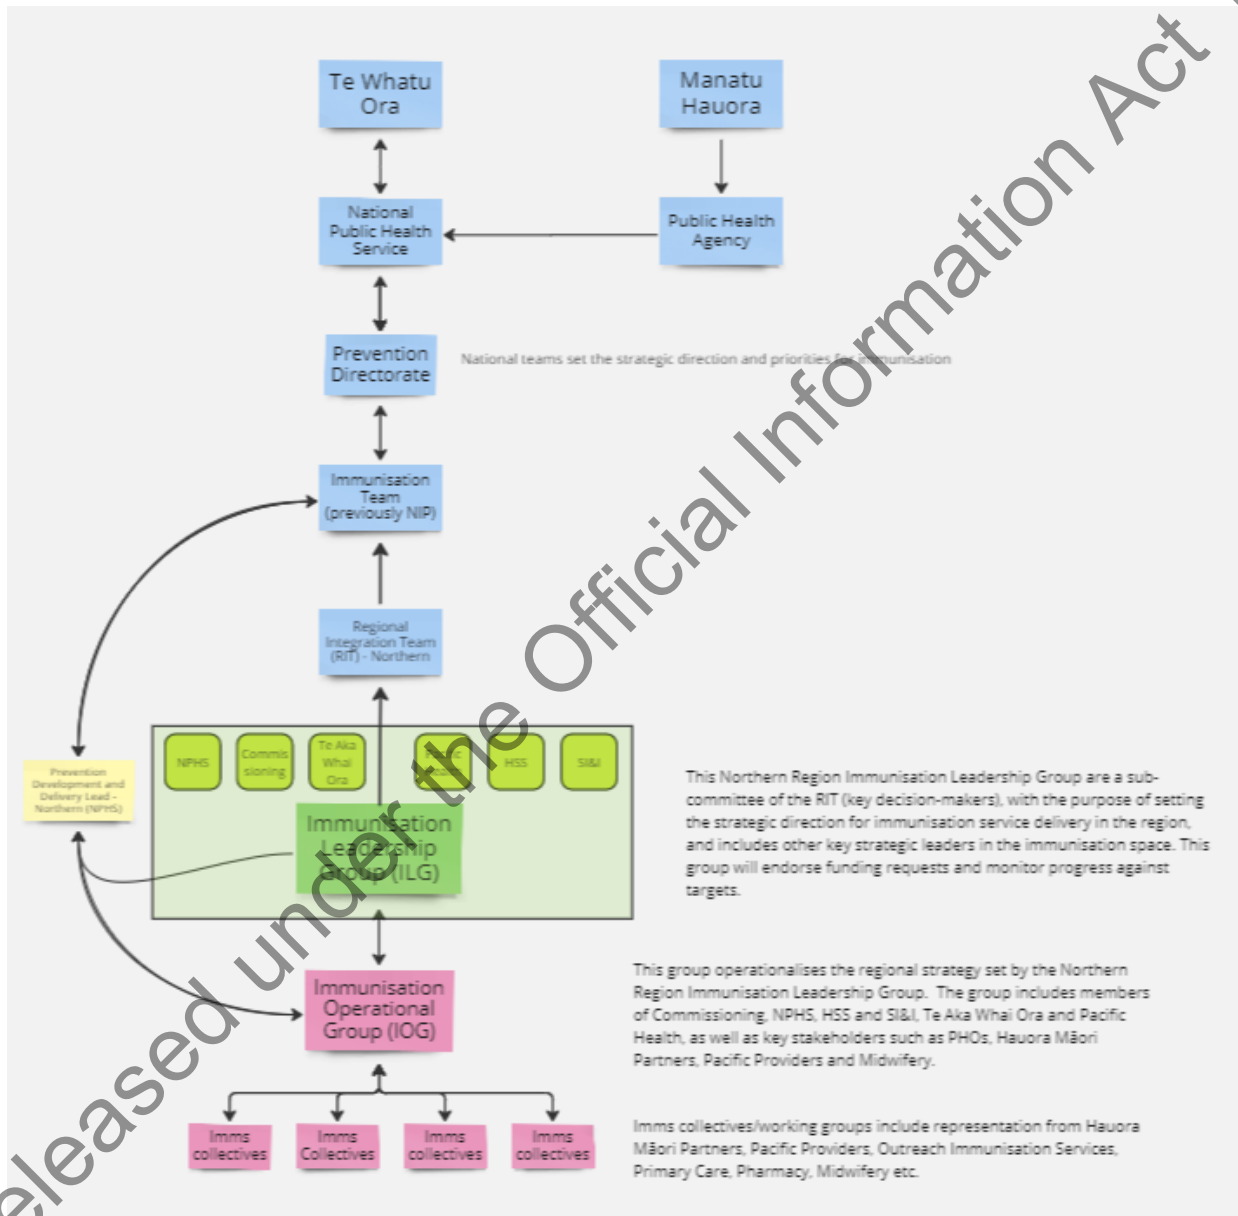 Te Whatu
Ora
Manatu
Hauora
National
Public Health
Service
Public Health
Agency
Prevention
Directorate
National teams set the strategic direction and priorities for immunisation
Immunisation
Team
(previously NIP)
Regional
Integration Team
(RIT) - Northern
NPHS
Commis
sioning
Te Aka
Whai
Ora
Pacific
Health
HSS
SI&I
Prevention
Development and
Delivery Lead -
Northern (NPHS)
Immunisation
Leadership
Group (ILG)
This Northern Region Immunisation Leadership Group are a sub-
committee of the RIT (key decision-makers), with the purpose of setting
the strategic direction for immunisation service delivery in the region,
and includes other key strategic leaders in the immunisation space. This
group will endorse funding requests and monitor progress against
targets.
Immunisation
Operational
Group (IOG)
This group operationalises the regional strategy set by the Northern
Region Immunisation Leadership Group. The group includes members
of Commissioning, NPHS, HSS and SI&I, Te Aka Whai Ora and Pacific
Health, as well as key stakeholders such as PHOs, Hauora Māori
Partners, Pacific Providers and Midwifery.
Imms
collectives
Imms
Collectives
Imms
collectives
Imms
collectives
Imms collectives/working groups include representation from Hauora
Māori Partners, Pacific Providers, Outreach Immunisation Services,
Primary Care, Pharmacy, Midwifery etc.
eleased under the Official Information Act